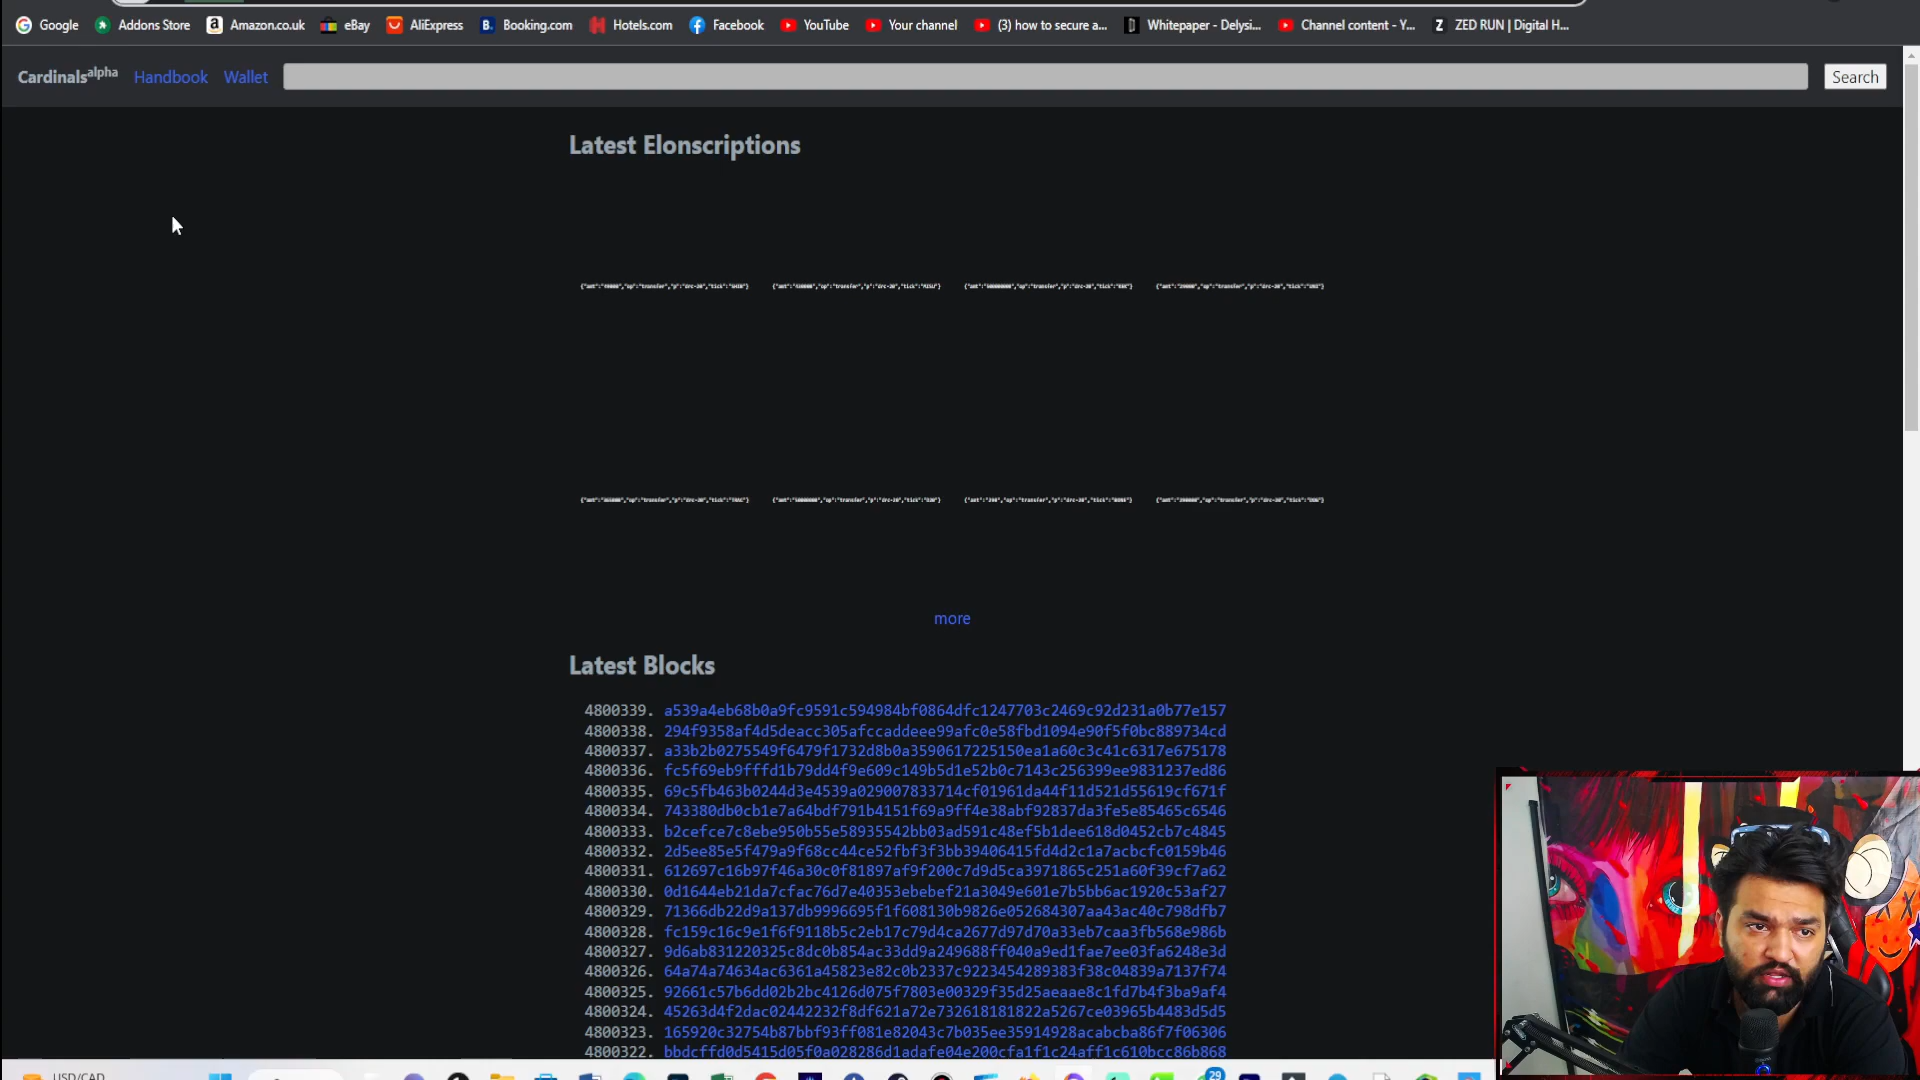 Google Addons Store Amazon.co.uk eBay AliExpress Booking.com Hotels.com Facebook YouTube Your channel (3) how to secure a... Whitepaper - Delysi... Channel content - Y... ZED RUN | Digital H...
Cardinalsalpha Handbook Wallet Search
Latest Elonscriptions
more
Latest Blocks
4800339. a539a4eb68b0a9fc9591c594984bf0864dfc1247703c2469c92d231a0b77e157
4800338. 294f9358af4d5deacc305afccaddeee99afc0e58fbd1094e90f5f0bc889734cd
4800337. a33b2b0275549f6479f1732d8b0a3590617225150ea1a60c3c41c6317e675178
4800336. fc5f69eb9fffd1b79dd4f9e609c149b5d1e52b0c7143c256399ee9831237ed86
4800335. 69c5fb463b0244d3e4539a029007833714cf01961da44f11d521d55619cf671f
4800334. 743380db0cb1e7a64bdf791b4151f69a9ff4e38abf92837da3fe5e85465c6546
4800333. b2cefce7c8ebe950b55e58935542bb03ad591c48ef5b1dee618d0452cb7c4845
4800332. 2d5ee85e5f479a9f68cc44ce52fbf3f3bb39406415fd4d2c1a7acbcfc0159b46
4800331. 612697c16b97f46a30c0f81897af9f200c7d9d5ca3971865c251a60f39cf7a62
4800330. 0d1644eb21da7cfac76d7e40353ebebef21a3049e601e7b5bb6ac1920c53af27
4800329. 71366db22d9a137db9996695f1f608130b9826e052684307aa43ac40c798dfb7
4800328. fc159c16c9e1f6f9118b5c2eb17c79d4ca2677d97d70a33eb7caa3fb568e986b
4800327. 9d6ab831220325c8dc0b854ac33dd9a249688ff040a9ed1fae7ee03fa6248e3d
4800326. 64a74a74634ac6361a45823e82c0b2337c9223454289383f38c04839a7137f74
4800325. 92661c57b6dd02b2bc4126d075f7803e00329f35d25aeaae8c1fd7b4f3ba9af4
4800324. 45263d4f2dac02442232f8df621a72e732618181822a5267ce03965b4483d5d5
4800323. 165920c32754b87bbf93ff081e82043c7b035ee35914928acabcba86f7f06306
4800322. bbdcffd0d5415d05f0a028286d1adafe04e200cfa1f1c24aff1c610bcc86b868
USD/CAD 29